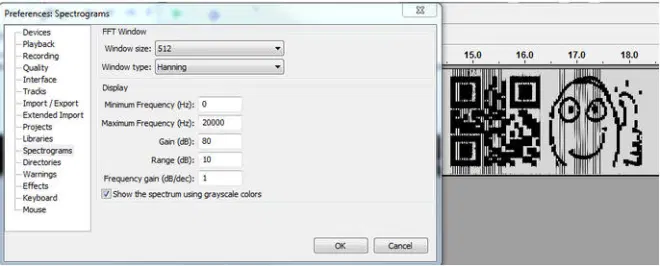 Preferences: Spectrograms
Devices
Playback
Recording
Quality
Interface
Tracks
Import / Export
Extended Import
Projects
Libraries
Spectrograms
Directories
Warnings
Effects
Keyboard
Mouse
FFT Window
Window size: 512
Window type: Hanning
Display
Minimum Frequency (Hz): 0
Maximum Frequency (Hz): 20000
Gain (dB): 80
Range (dB): 10
Frequency gain (dB/dec): 1
Show the spectrum using grayscale colors
OK Cancel
15.0 16.0 17.0 18.0